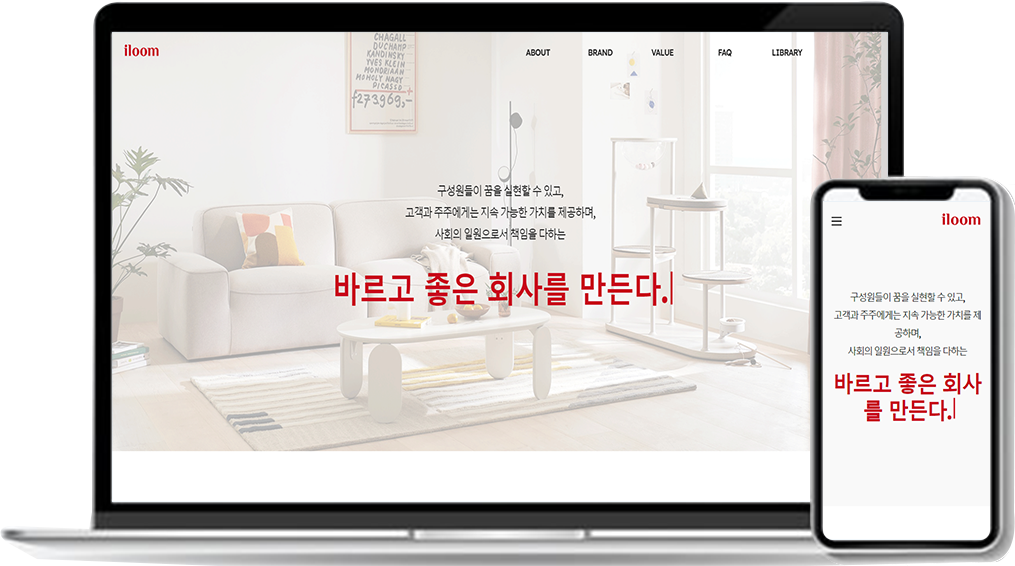 iloom
ABOUT BRAND VALUE FAQ LIBRARY
CHAGALL
DUCHAMP
KANDINSKY
YVES KLEIN
MONDRIAAN
MOHOLY NAGY
PICASSO
f273.969,-
구성원들이 꿈을 실현할 수 있고,
고객과 주주에게는 지속 가능한 가치를 제공하며,
사회의 일원으로서 책임을 다하는
바르고 좋은 회사를 만든다.
iloom
구성원들이 꿈을 실현할 수 있고,
고객과 주주에게는 지속 가능한 가치를 제
공하며,
사회의 일원으로서 책임을 다하는
바르고 좋은 회사
를 만든다.